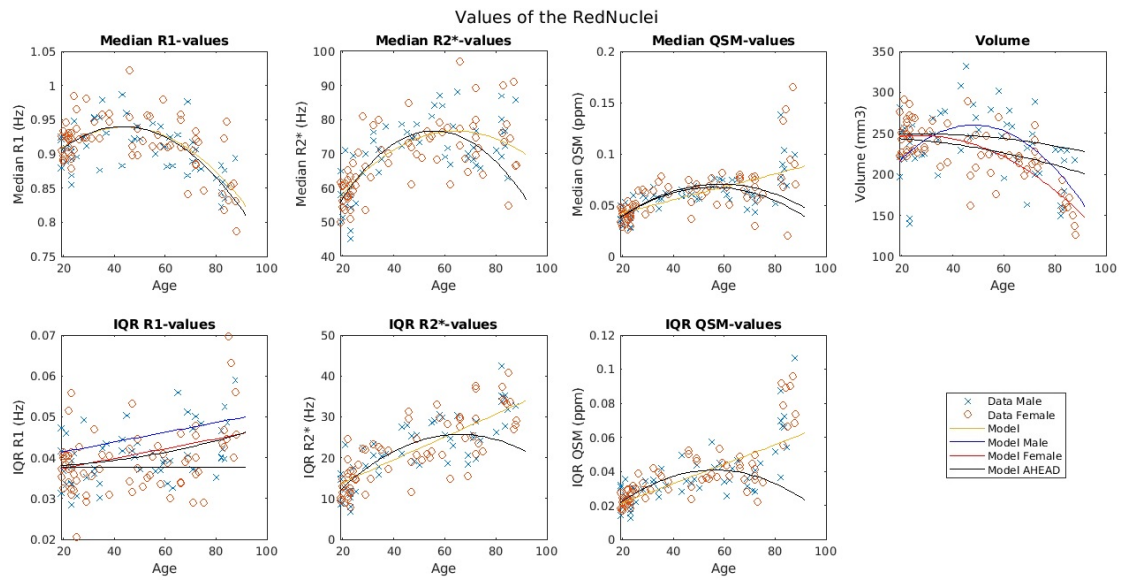 Values of the RedNuclei
Median R1-values
1.05
1
0.95
0.9
0.85
0.8
0.75
Median R1 (Hz)
20 40 60 80 100
Age
Median R2*-values
100
90
80
70
60
50
40
Median R2* (Hz)
20 40 60 80 100
Age
Median QSM-values
0.2
0.15
0.1
0.05
0
Median QSM (ppm)
20 40 60 80 100
Age
Volume
350
300
250
200
150
100
Volume (mm3)
20 40 60 80 100
Age
IQR R1-values
0.07
0.06
0.05
0.04
0.03
0.02
IQR R1 (Hz)
20 40 60 80 100
Age
IQR R2*-values
50
40
30
20
10
0
IQR R2* (Hz)
20 40 60 80 100
Age
IQR QSM-values
0.12
0.1
0.08
0.06
0.04
0.02
0
IQR QSM (ppm)
20 40 60 80 100
Age
Data Male
Data Female
Model
Model Male
Model Female
Model AHEAD